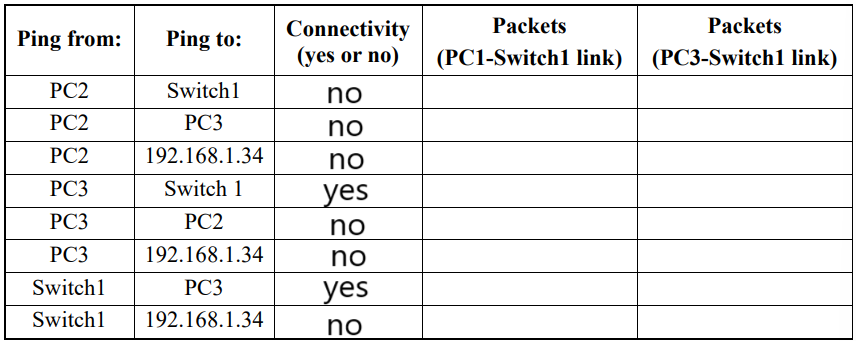 Ping from: Ping to: Connectivity (yes or no) Packets (PC1-Switch1 link) Packets (PC3-Switch1 link)
PC2 Switch1 no
PC2 PC3 no
PC2 192.168.1.34 no
PC3 Switch 1 yes
PC3 PC2 no
PC3 192.168.1.34 no
Switch1 PC3 yes
Switch1 192.168.1.34 no